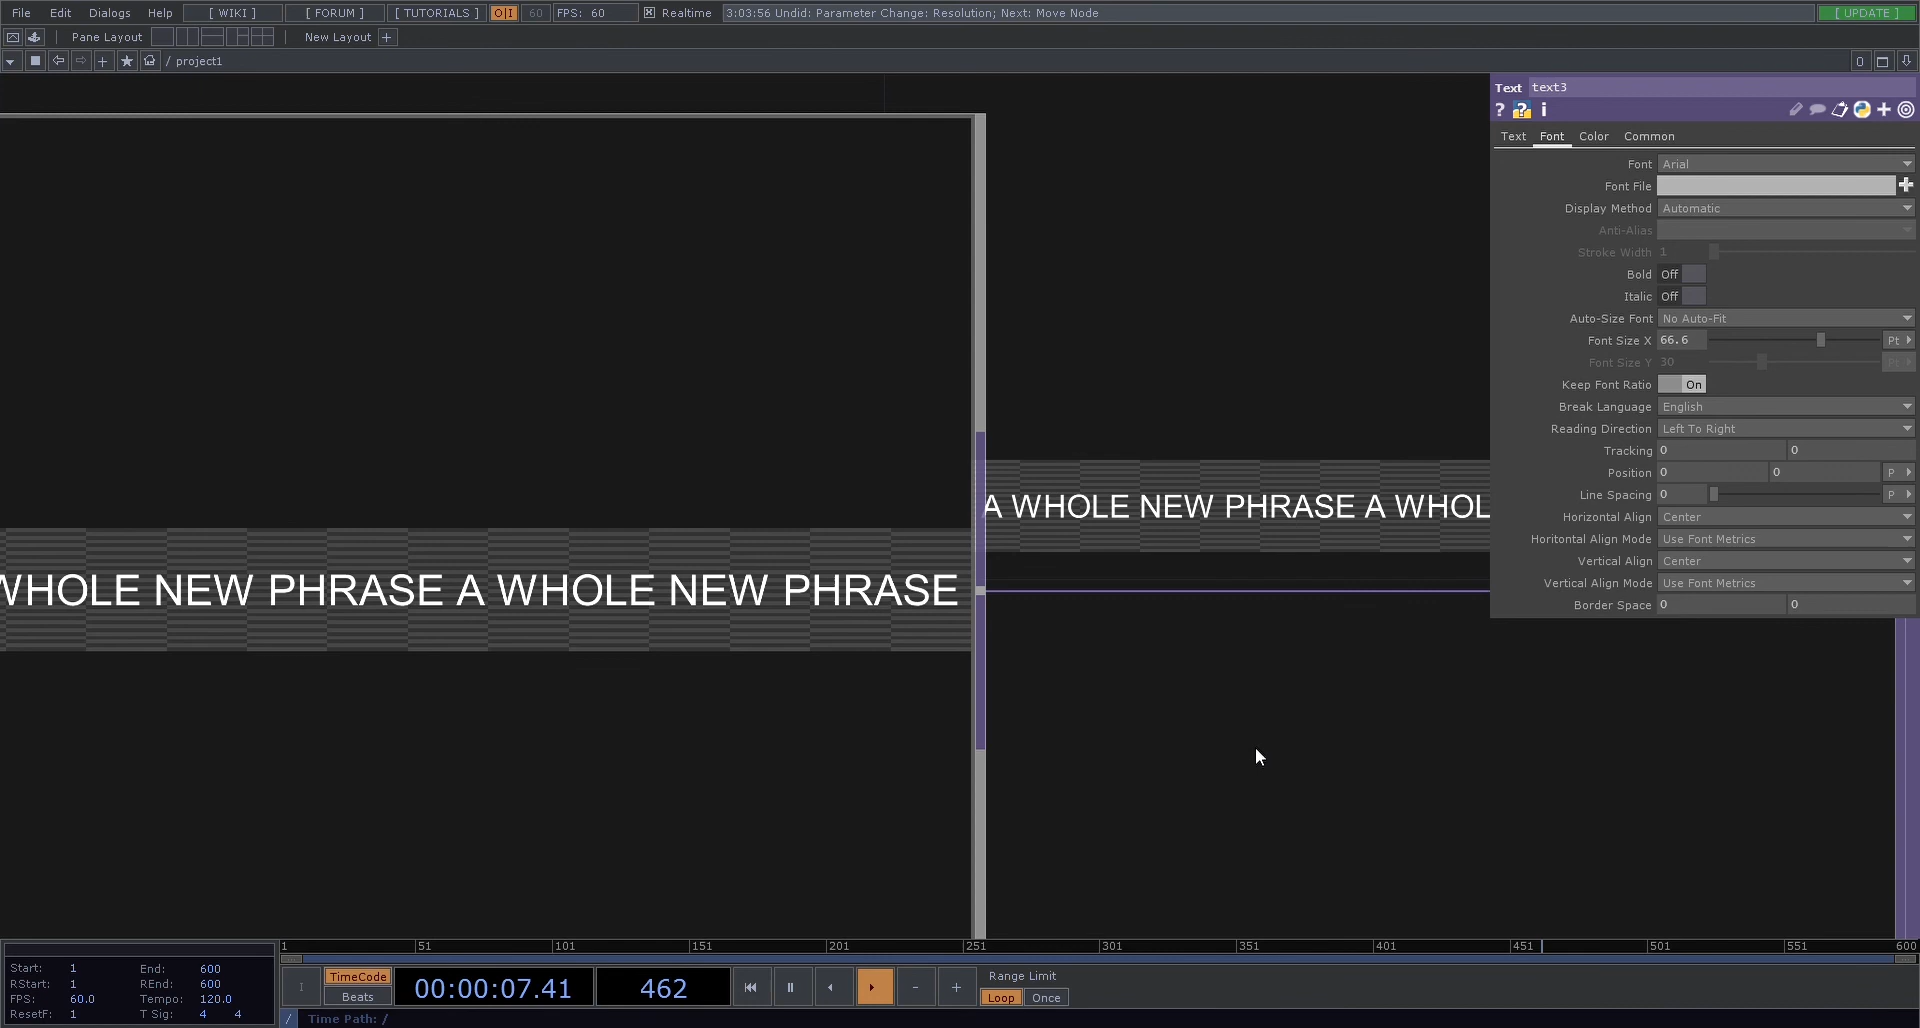 File Edit Dialogs Help [ WIKI ] [ FORUM ] [ TUTORIALS ] O|I 60 FPS: 60 Realtime 3:03:56 Undid: Parameter Change: Resolution; Next: Move Node [ UPDATE ]
Pane Layout New Layout +
/ project1 0
Text text3
? ? i
Text Font Color Common
Font Arial
Font File
Display Method Automatic
Anti-Alias
Stroke Width 1
Bold Off
Italic Off
Auto-Size Font No Auto-Fit
Font Size X 66.6 Pt
Font Size Y 30 Pt
Keep Font Ratio On
Break Language English
Reading Direction Left To Right
Tracking 0 0
Position 0 0 P
Line Spacing 0 P
Horizontal Align Center
Horitontal Align Mode Use Font Metrics
Vertical Align Center
Vertical Align Mode Use Font Metrics
Border Space 0 0
A WHOLE NEW PHRASE A WHOL
WHOLE NEW PHRASE A WHOLE NEW PHRASE
1 51 101 151 201 251 301 351 401 451 501 551 600
Start: 1 End: 600
RStart: 1 REnd: 600
FPS: 60.0 Tempo: 120.0
ResetF: 1 T Sig: 4 4
I TimeCode Beats 00:00:07.41 462 - + Range Limit
Loop Once
/ Time Path: /